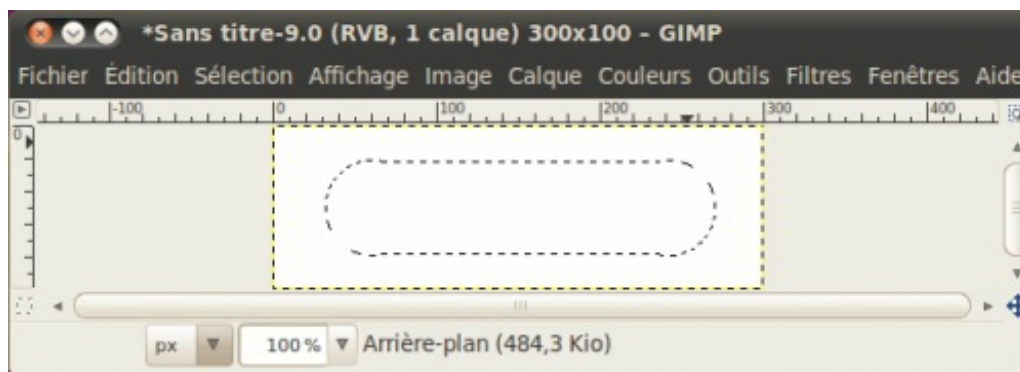 *Sans titre-9.0 (RVB, 1 calque) 300x100 – GIMP
Fichier Édition Sélection Affichage Image Calque Couleurs Outils Filtres Fenêtres Aide
-100 0 100 200 300 400
0
px 100 % Arrière-plan (484,3 Kio)